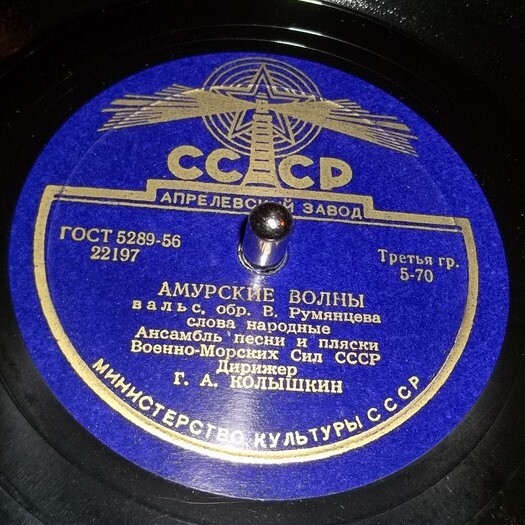 СССР
АПРЕЛЕВСКИЙ ЗАВОД
ГОСТ 5289-56
22197
Третья гр.
5-70
АМУРСКИЕ ВОЛНЫ
вальс, обр. В. Румянцева
слова народные
Ансамбль песни и пляски
Военно-Морских Сил СССР
Дирижер
Г. А. КОЛЫШКИН
МИНИСТЕРСТВО КУЛЬТУРЫ СССР